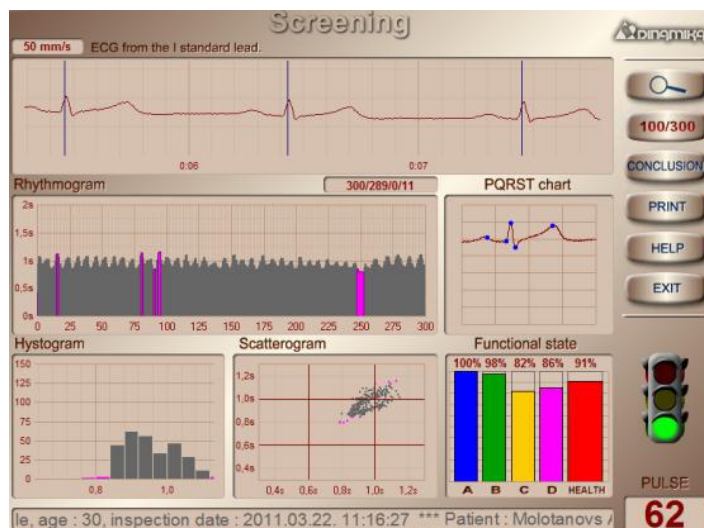 Screening
DINAMIKA
50 mm/s ECG from the I standard lead.
0:06 0:07
100/300
CONCLUSION
PRINT
HELP
EXIT
Rhythmogram 300/289/0/11 PQRST chart
2s
1,5s
1s
0,5s
0s
0 25 50 75 100 125 150 175 200 225 250 275 300
Hystogram Scatterogram Functional state
150
125
100
75
50
25
0
0,8 1,0
1,2s
1,0s
0,8s
0,6s
0,4s
0,4s 0,6s 0,8s 1,0s 1,2s
100% 98% 82% 86% 91%
A B C D HEALTH
PULSE
62
le, age : 30, inspection date : 2011.03.22. 11:16:27 *** Patient : Molotanovs